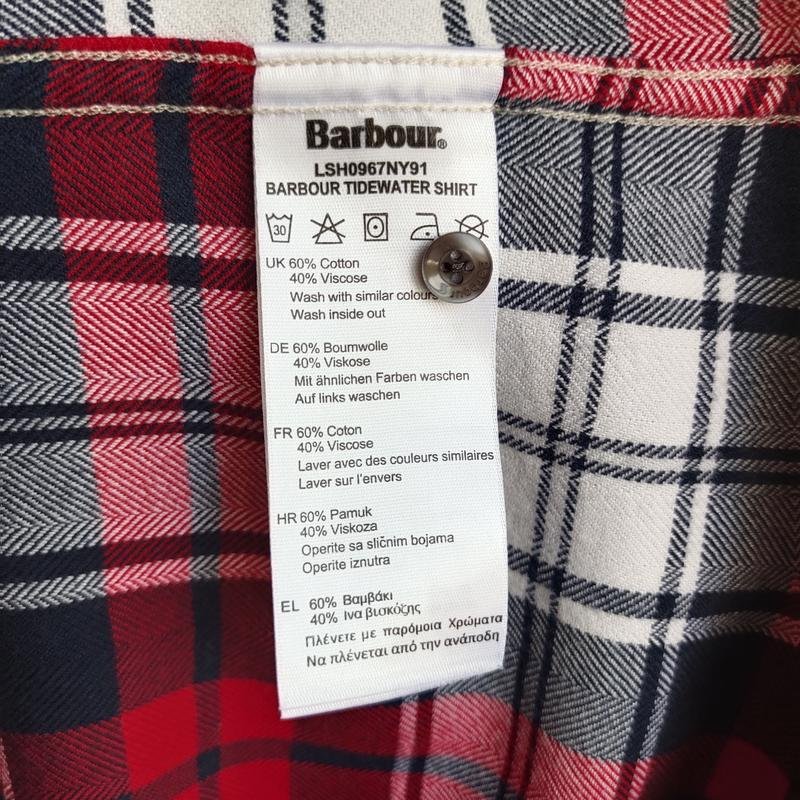 Barbour®
LSH0967NY91
BARBOUR TIDEWATER SHIRT
30
UK 60% Cotton
40% Viscose
Wash with similar colours
Wash inside out
DE 60% Boumwolle
40% Viskose
Mit ähnlichen Farben waschen
Auf links waschen
FR 60% Coton
40% Viscose
Laver avec des couleurs similaires
Laver sur l'envers
HR 60% Pamuk
40% Viskoza
Operite sa sličnim bojama
Operite iznutra
EL 60% Βαμβάκι
40% Ινα βισκόζης
Πλένετε με παρόμοια Χρώματα
Να πλένεται από την ανάποδη